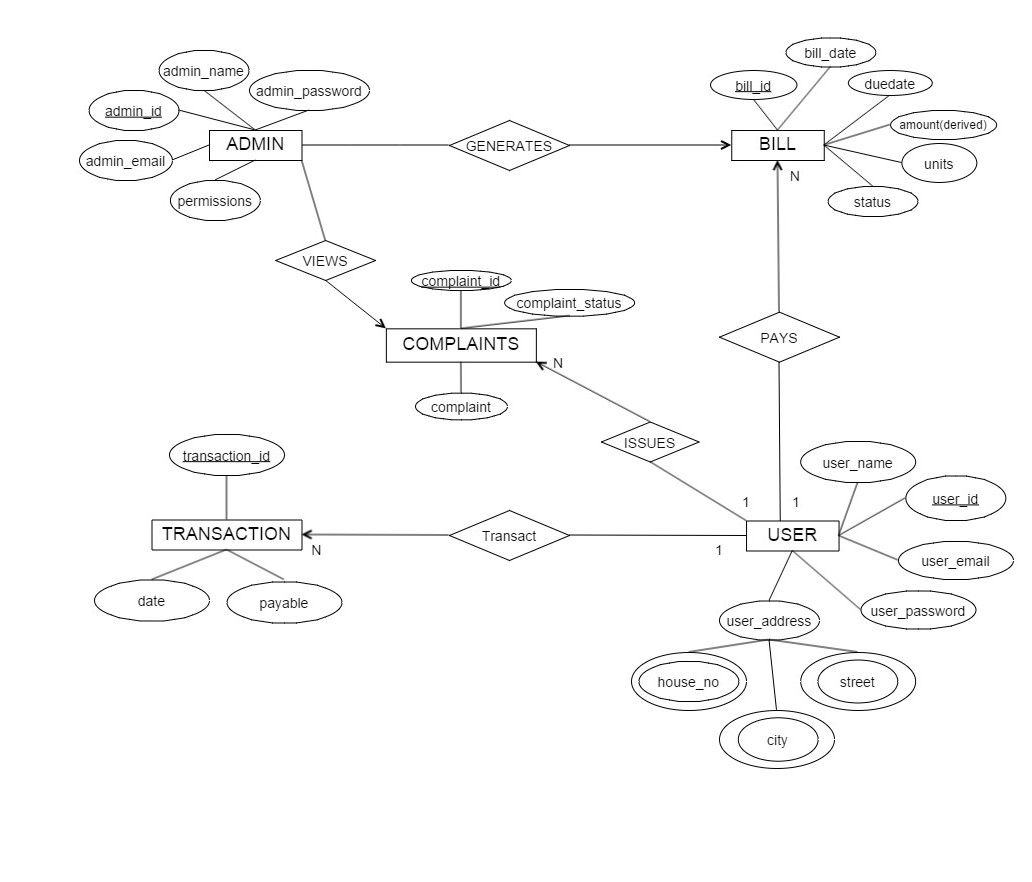 bill_date
admin_name
bill_id
duedate
admin_password
admin_id
amount(derived)
ADMIN
GENERATES
BILL
admin_email
units
N
permissions
status
VIEWS
complaint_id
complaint_status
PAYS
COMPLAINTS
N
complaint
ISSUES
transaction_id
user_name
user_id
1
1
TRANSACTION
Transact
USER
N
1
user_email
date
payable
user_password
user_address
house_no
street
city